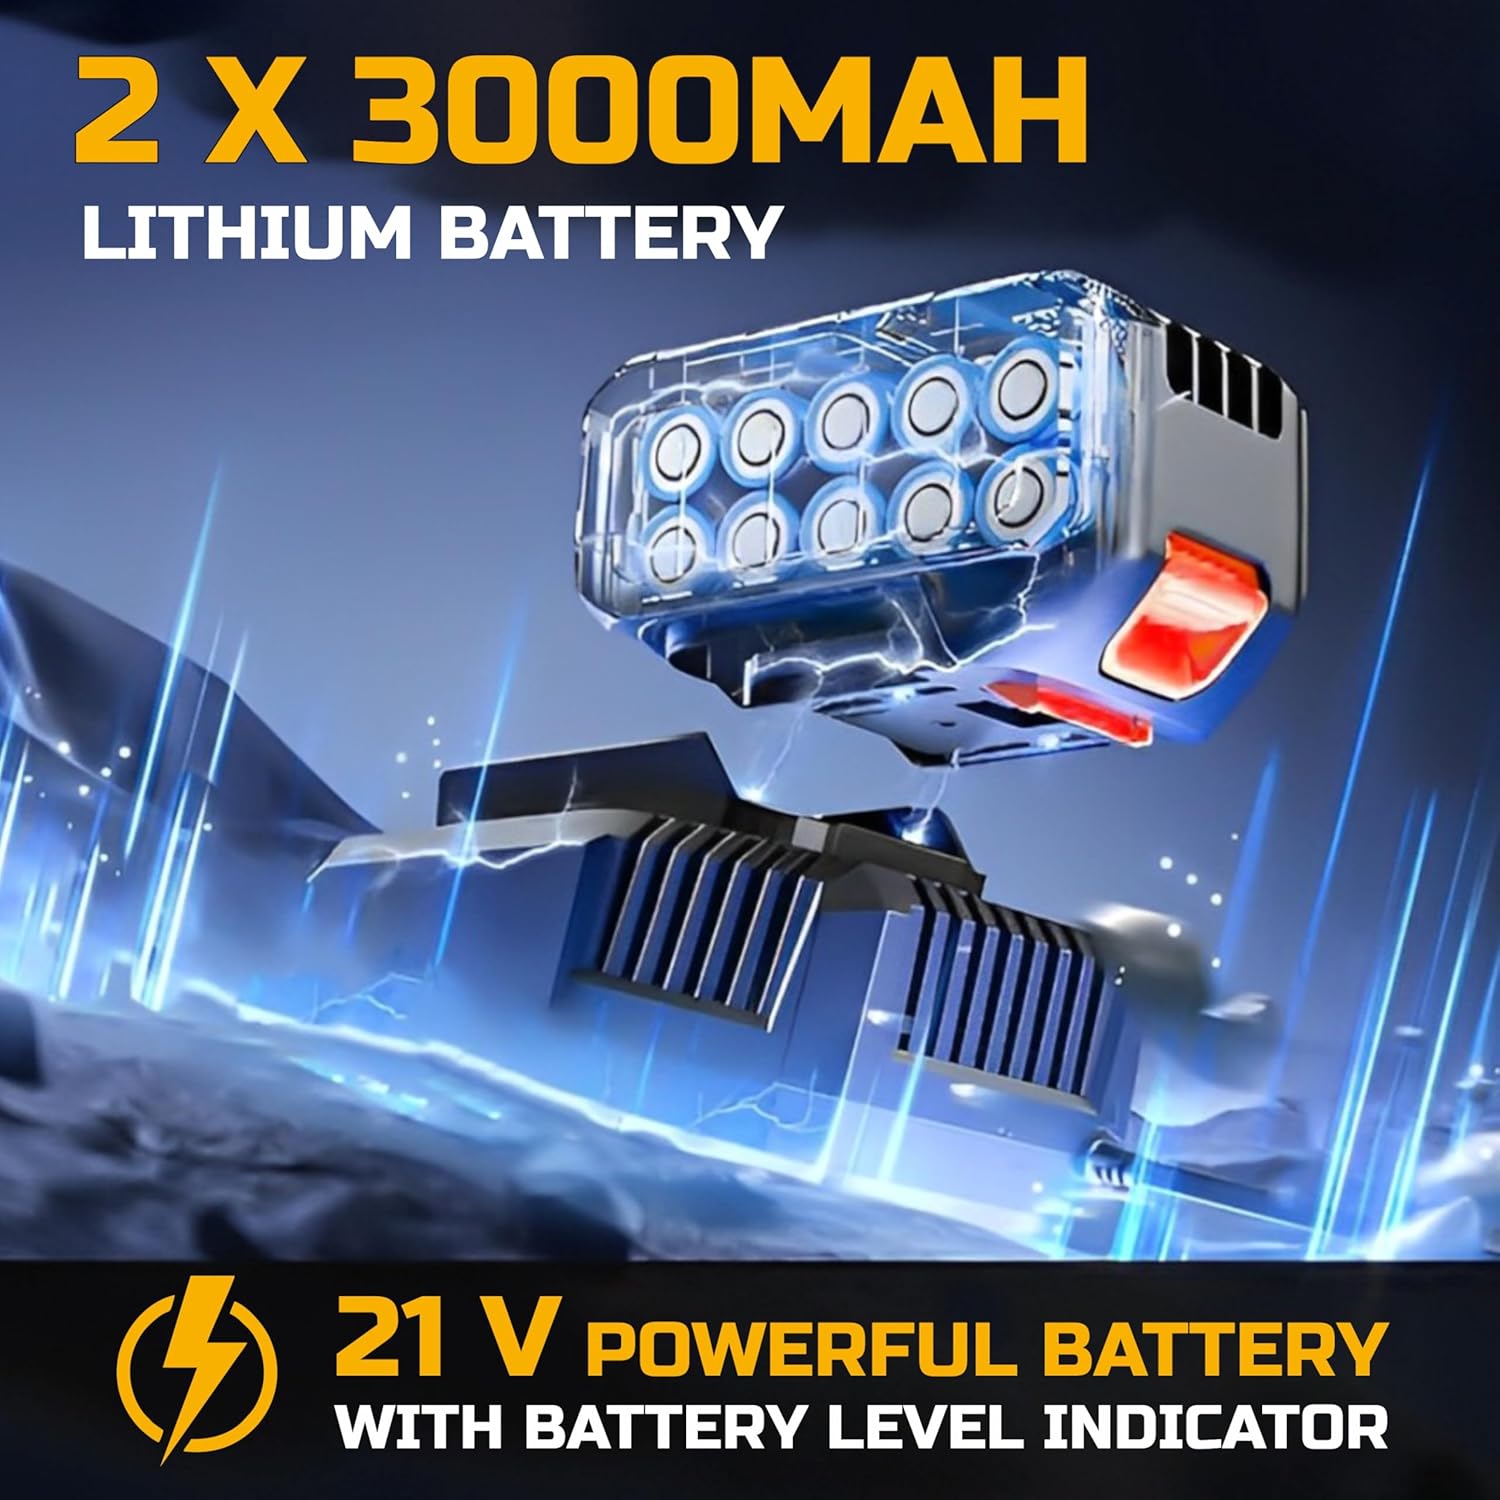 2 X 3000MAH
LITHIUM BATTERY
21 V POWERFUL BATTERY
WITH BATTERY LEVEL INDICATOR